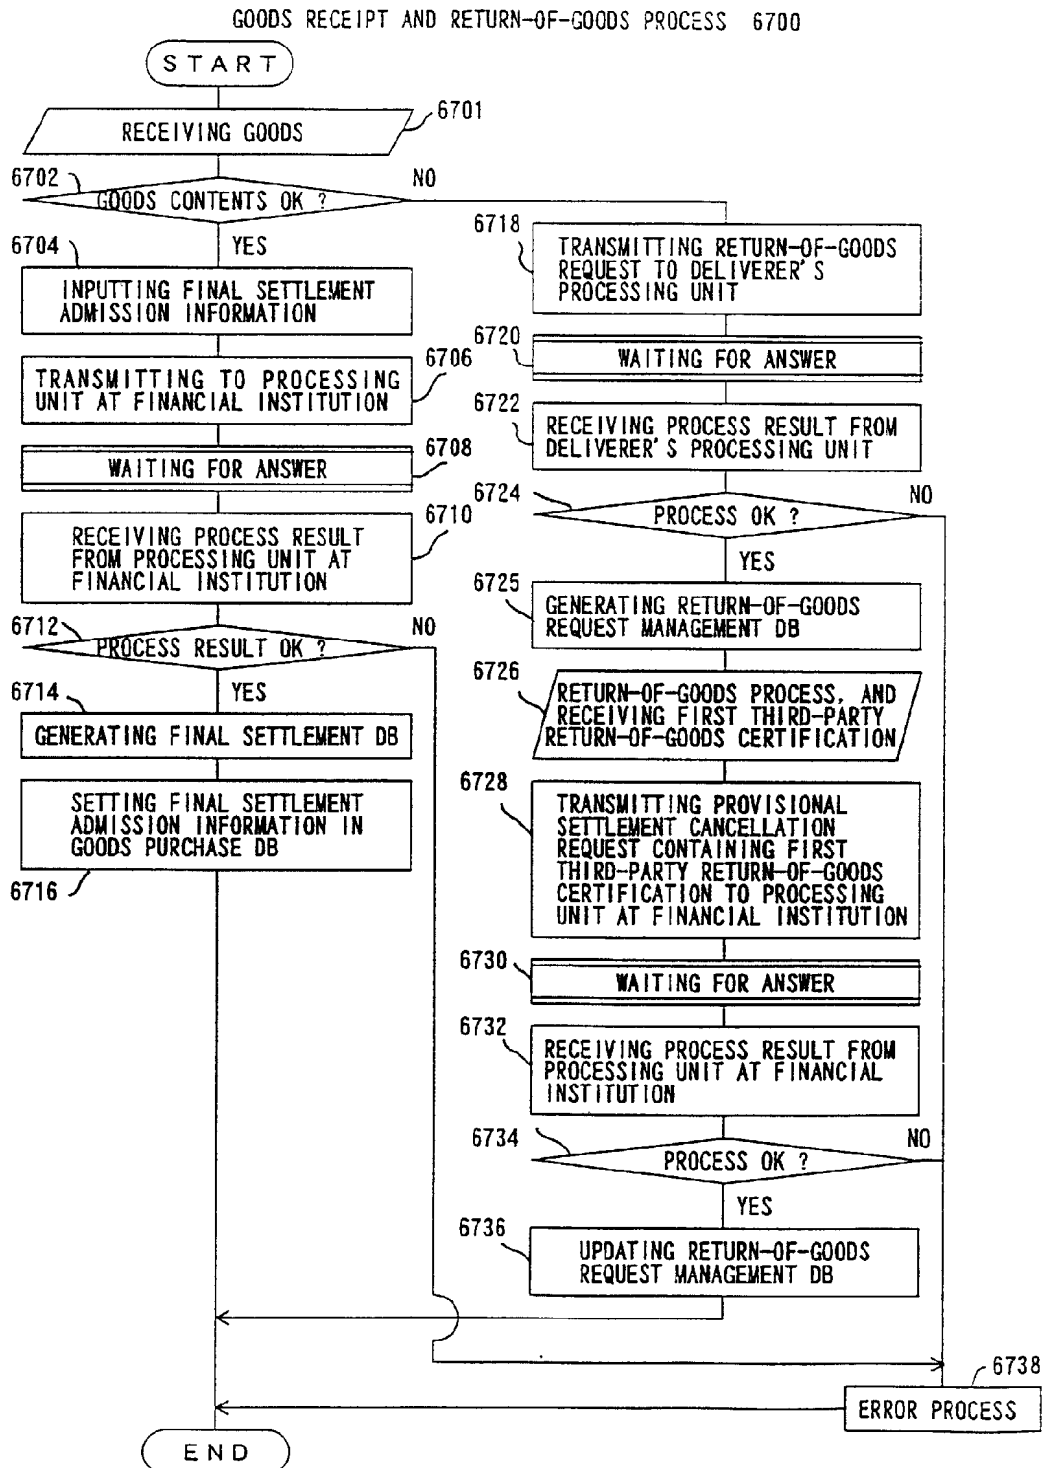 GOODS RECEIPT AND RETURN-OF-GOODS PROCESS 6700
START
6701
RECEIVING GOODS
6702
GOODS CONTENTS OK ?
NO
YES
6704
INPUTTING FINAL SETTLEMENT
ADMISSION INFORMATION
6706
TRANSMITTING TO PROCESSING
UNIT AT FINANCIAL INSTITUTION
6708
WAITING FOR ANSWER
6710
RECEIVING PROCESS RESULT
FROM PROCESSING UNIT AT
FINANCIAL INSTITUTION
6712
PROCESS RESULT OK ?
NO
YES
6714
GENERATING FINAL SETTLEMENT DB
SETTING FINAL SETTLEMENT
ADMISSION INFORMATION IN
GOODS PURCHASE DB
6716
6718
TRANSMITTING RETURN-OF-GOODS
REQUEST TO DELIVERER'S
PROCESSING UNIT
6720
WAITING FOR ANSWER
6722
RECEIVING PROCESS RESULT FROM
DELIVERER'S PROCESSING UNIT
6724
PROCESS OK ?
NO
YES
6725
GENERATING RETURN-OF-GOODS
REQUEST MANAGEMENT DB
6726
RETURN-OF-GOODS PROCESS, AND
RECEIVING FIRST THIRD-PARTY
RETURN-OF-GOODS CERTIFICATION
6728
TRANSMITTING PROVISIONAL
SETTLEMENT CANCELLATION
REQUEST CONTAINING FIRST
THIRD-PARTY RETURN-OF-GOODS
CERTIFICATION TO PROCESSING
UNIT AT FINANCIAL INSTITUTION
6730
WAITING FOR ANSWER
6732
RECEIVING PROCESS RESULT FROM
PROCESSING UNIT AT FINANCIAL
INSTITUTION
6734
PROCESS OK ?
NO
YES
6736
UPDATING RETURN-OF-GOODS
REQUEST MANAGEMENT DB
6738
ERROR PROCESS
END